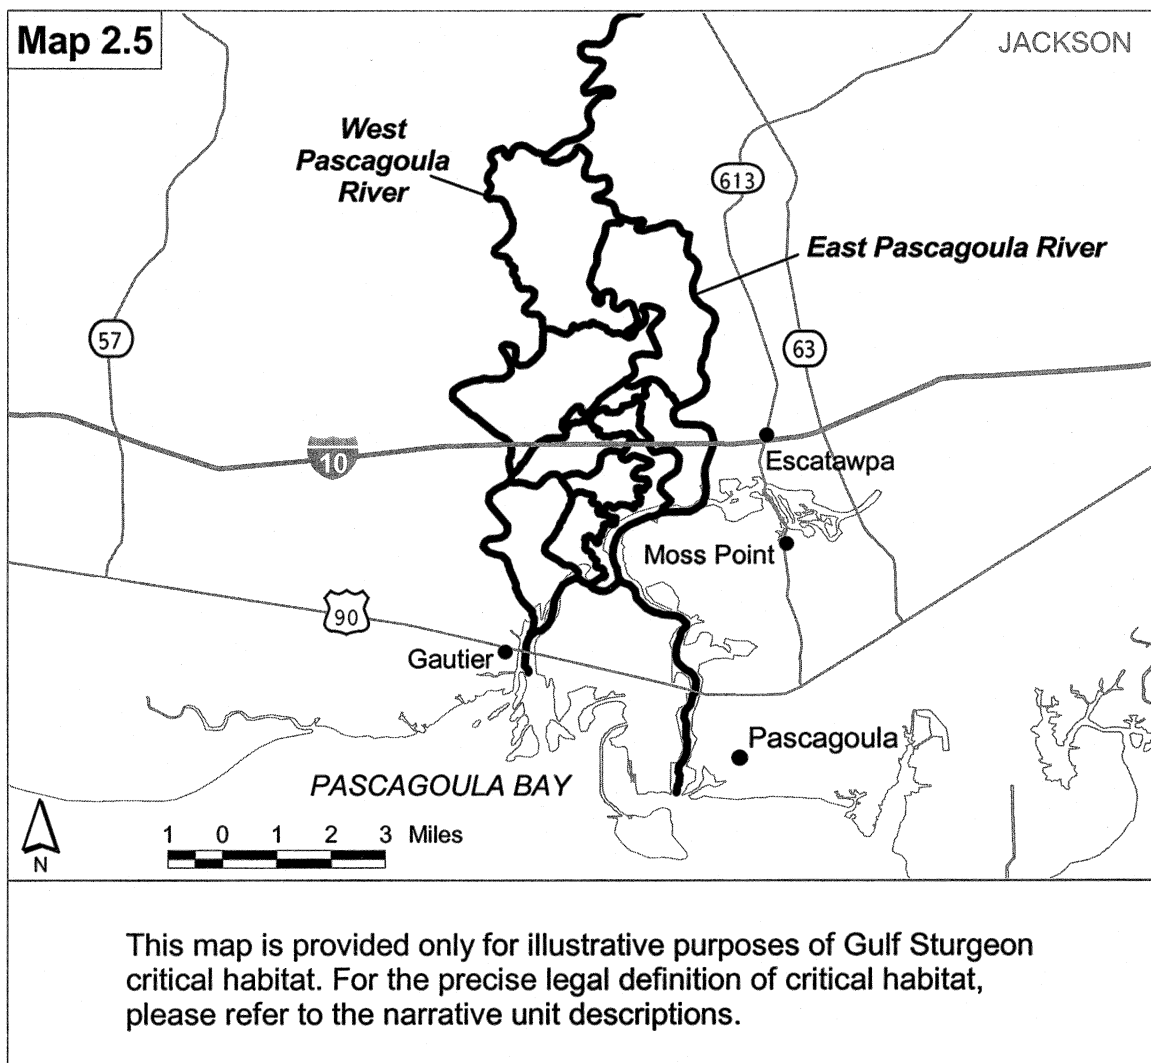 Map 2.5
JACKSON
West
Pascagoula
River
613
East Pascagoula River
57
63
10
Escatawpa
Moss Point
90
Gautier
Pascagoula
PASCAGOULA BAY
N
1 0 1 2 3 Miles
This map is provided only for illustrative purposes of Gulf Sturgeon
critical habitat. For the precise legal definition of critical habitat,
please refer to the narrative unit descriptions.